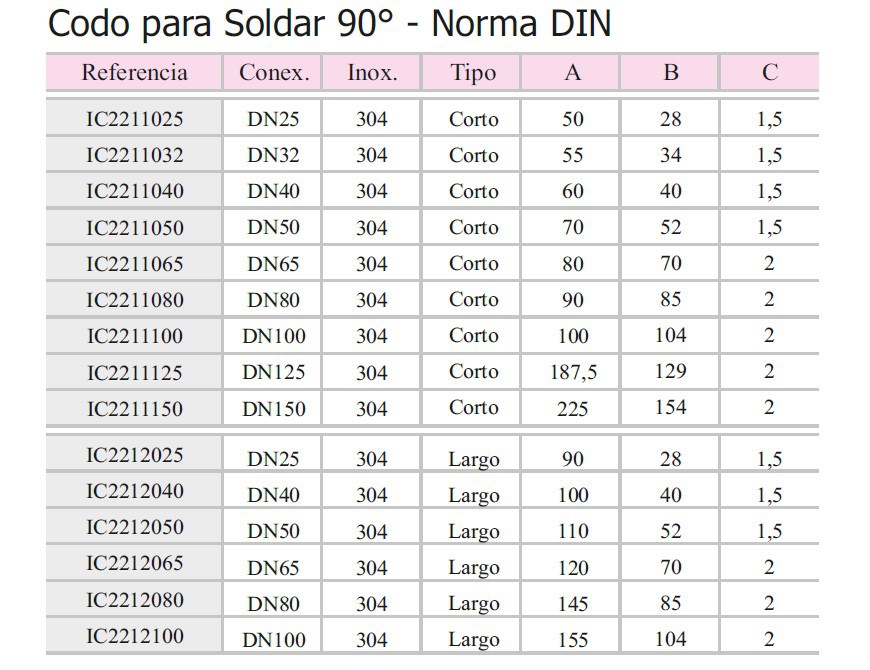 Codo para Soldar 90° - Norma DIN
Referencia Conex. Inox. Tipo A B C
IC2211025 DN25 304 Corto 50 28 1,5
IC2211032 DN32 304 Corto 55 34 1,5
IC2211040 DN40 304 Corto 60 40 1,5
IC2211050 DN50 304 Corto 70 52 1,5
IC2211065 DN65 304 Corto 80 70 2
IC2211080 DN80 304 Corto 90 85 2
IC2211100 DN100 304 Corto 100 104 2
IC2211125 DN125 304 Corto 187,5 129 2
IC2211150 DN150 304 Corto 225 154 2
IC2212025 DN25 304 Largo 90 28 1,5
IC2212040 DN40 304 Largo 100 40 1,5
IC2212050 DN50 304 Largo 110 52 1,5
IC2212065 DN65 304 Largo 120 70 2
IC2212080 DN80 304 Largo 145 85 2
IC2212100 DN100 304 Largo 155 104 2